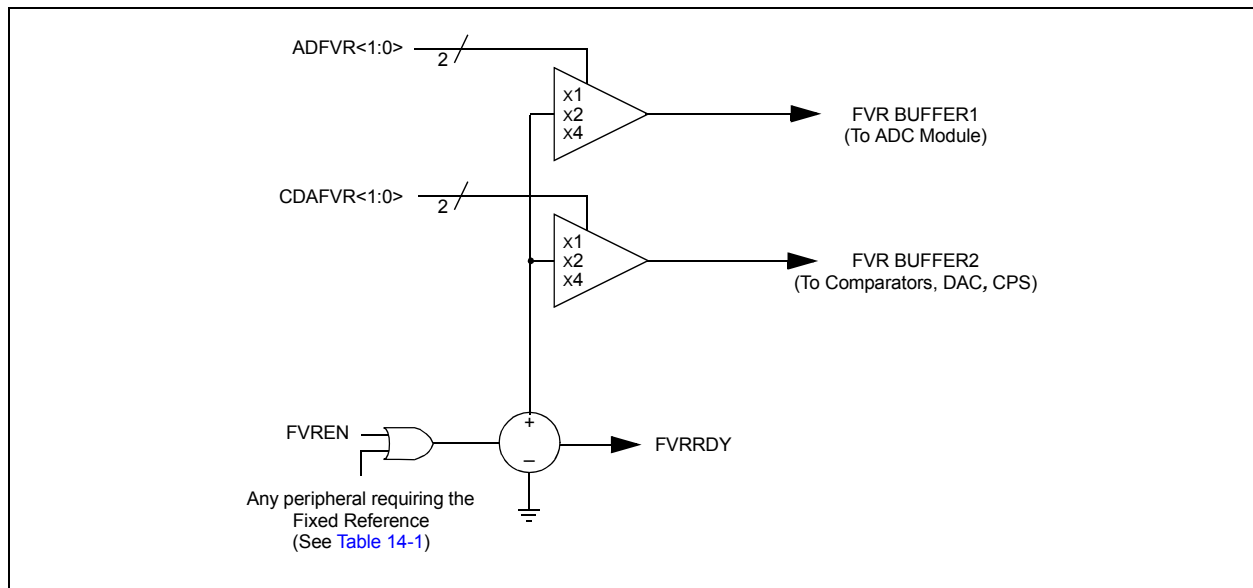 ADFVR<1:0>
2
X1
X2
X4
FVR BUFFER1
(To ADC Module)
CDAFVR<1:0>
2
X1
X2
X4
FVR BUFFER2
(To Comparators, DAC, CPS)
+
–
FVREN
FVRRDY
Any peripheral requiring the
Fixed Reference
(See Table 14-1)